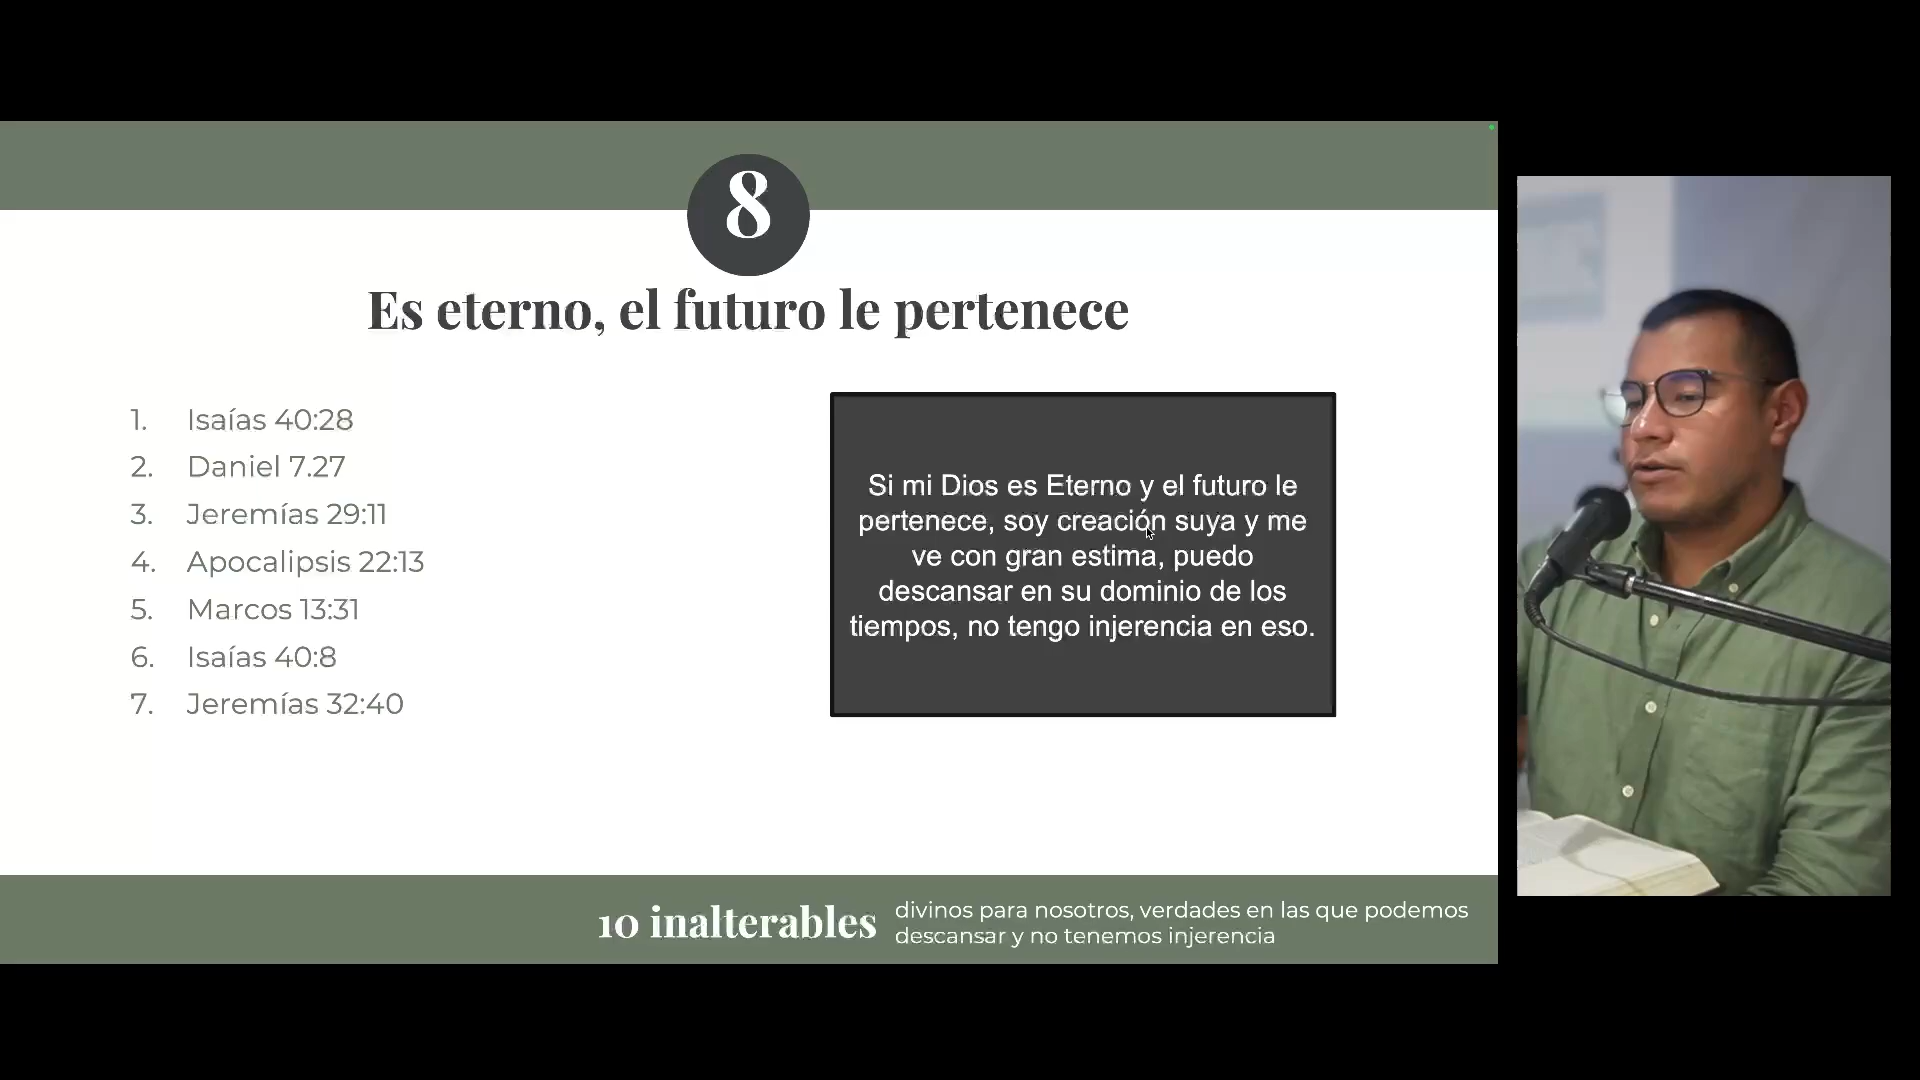 8
Es eterno, el futuro le pertenece
1. Isaías 40:28
2. Daniel 7.27
3. Jeremías 29:11
4. Apocalipsis 22:13
5. Marcos 13:31
6. Isaías 40:8
7. Jeremías 32:40
Si mi Dios es Eterno y el futuro le
pertenece, soy creación suya y me
ve con gran estima, puedo
descansar en su dominio de los
tiempos, no tengo injerencia en eso.
10 inalterables
divinos para nosotros, verdades en las que podemos
descansar y no tenemos injerencia